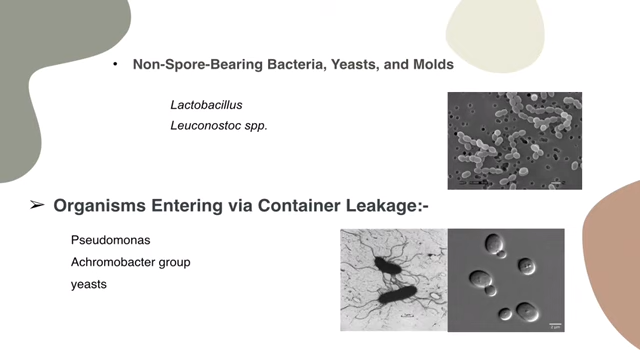 • Non-Spore-Bearing Bacteria, Yeasts, and Molds
Lactobacillus
Leuconostoc spp.
➢ Organisms Entering via Container Leakage:-
Pseudomonas
Achromobacter group
yeasts